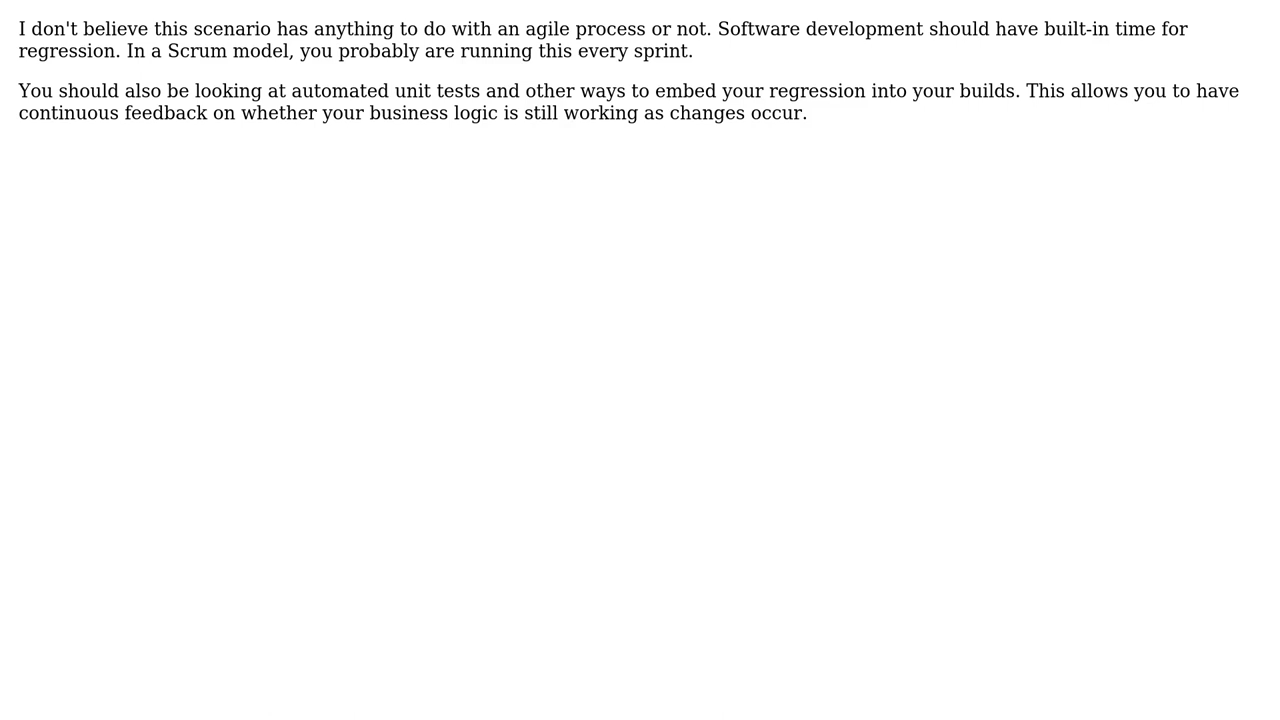 I don't believe this scenario has anything to do with an agile process or not. Software development should have built-in time for
regression. In a Scrum model, you probably are running this every sprint.
You should also be looking at automated unit tests and other ways to embed your regression into your builds. This allows you to have
continuous feedback on whether your business logic is still working as changes occur.